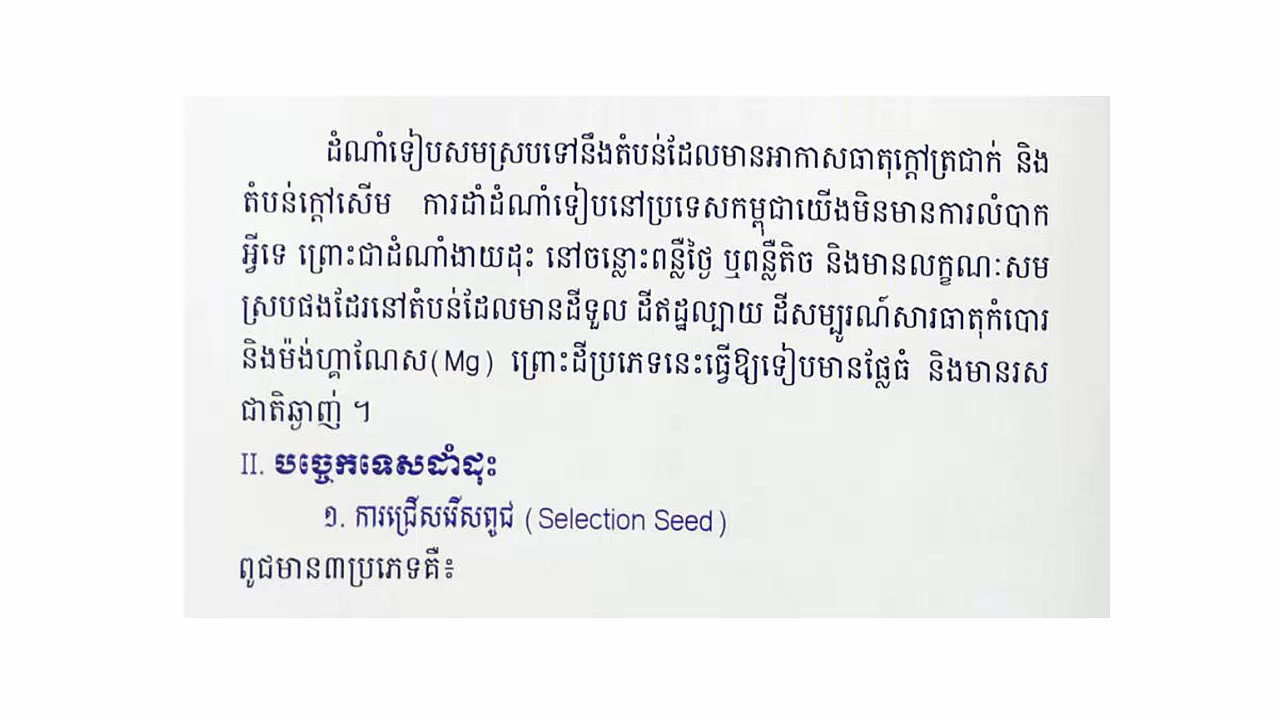 ដំណាំទៀបសមស្របទៅនឹងតំបន់ដែលមានអាកាសធាតុក្តៅត្រជាក់ និង
តំបន់ក្តៅសើម ការដាំដំណាំទៀបនៅប្រទេសកម្ពុជាយើងមិនមានការលំបាក
អ្វីទេ ព្រោះជាដំណាំងាយដុះ នៅចន្លោះពន្លឺថ្ងៃ ឬពន្លឺតិច និងមានលក្ខណៈសម
ស្របផងដែរនៅតំបន់ដែលមានដីទួល ដីឥដ្ឋល្បាយ ដីសម្បូរណ៍សារធាតុកំបោរ
និងម៉ង់ហ្គាណែស(Mg) ព្រោះដីប្រភេទនេះធ្វើឱ្យទៀបមានផ្លែធំ និងមានរស
ជាតិឆ្ងាញ់ ។
II. បច្ចេកទេសដាំដុះ
១. ការជ្រើសរើសពូជ (Selection Seed)
ពូជមាន៣ប្រភេទគឺ៖